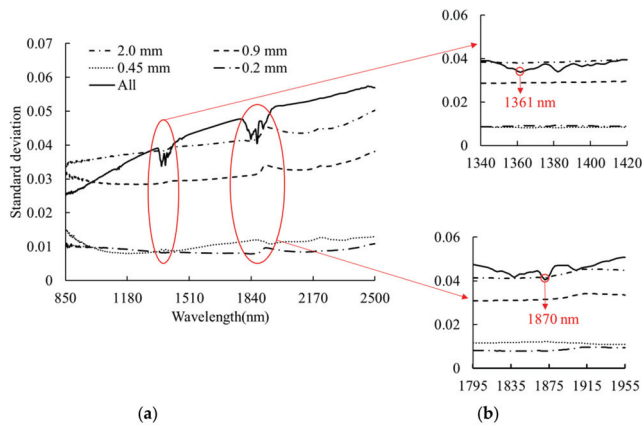 (a)
0.07
0.06
0.05
0.04
0.03
0.02
0.01
0
Standard deviation
2.0 mm
0.9 mm
0.45 mm
0.2 mm
All
850
1180
1510
1840
2170
2500
Wavelength(nm)
(b)
0.06
0.04
0.02
0
1361 nm
1340
1360
1380
1400
1420
0.06
0.04
0.02
0
1870 nm
1795
1835
1875
1915
1955
(a)
(b)